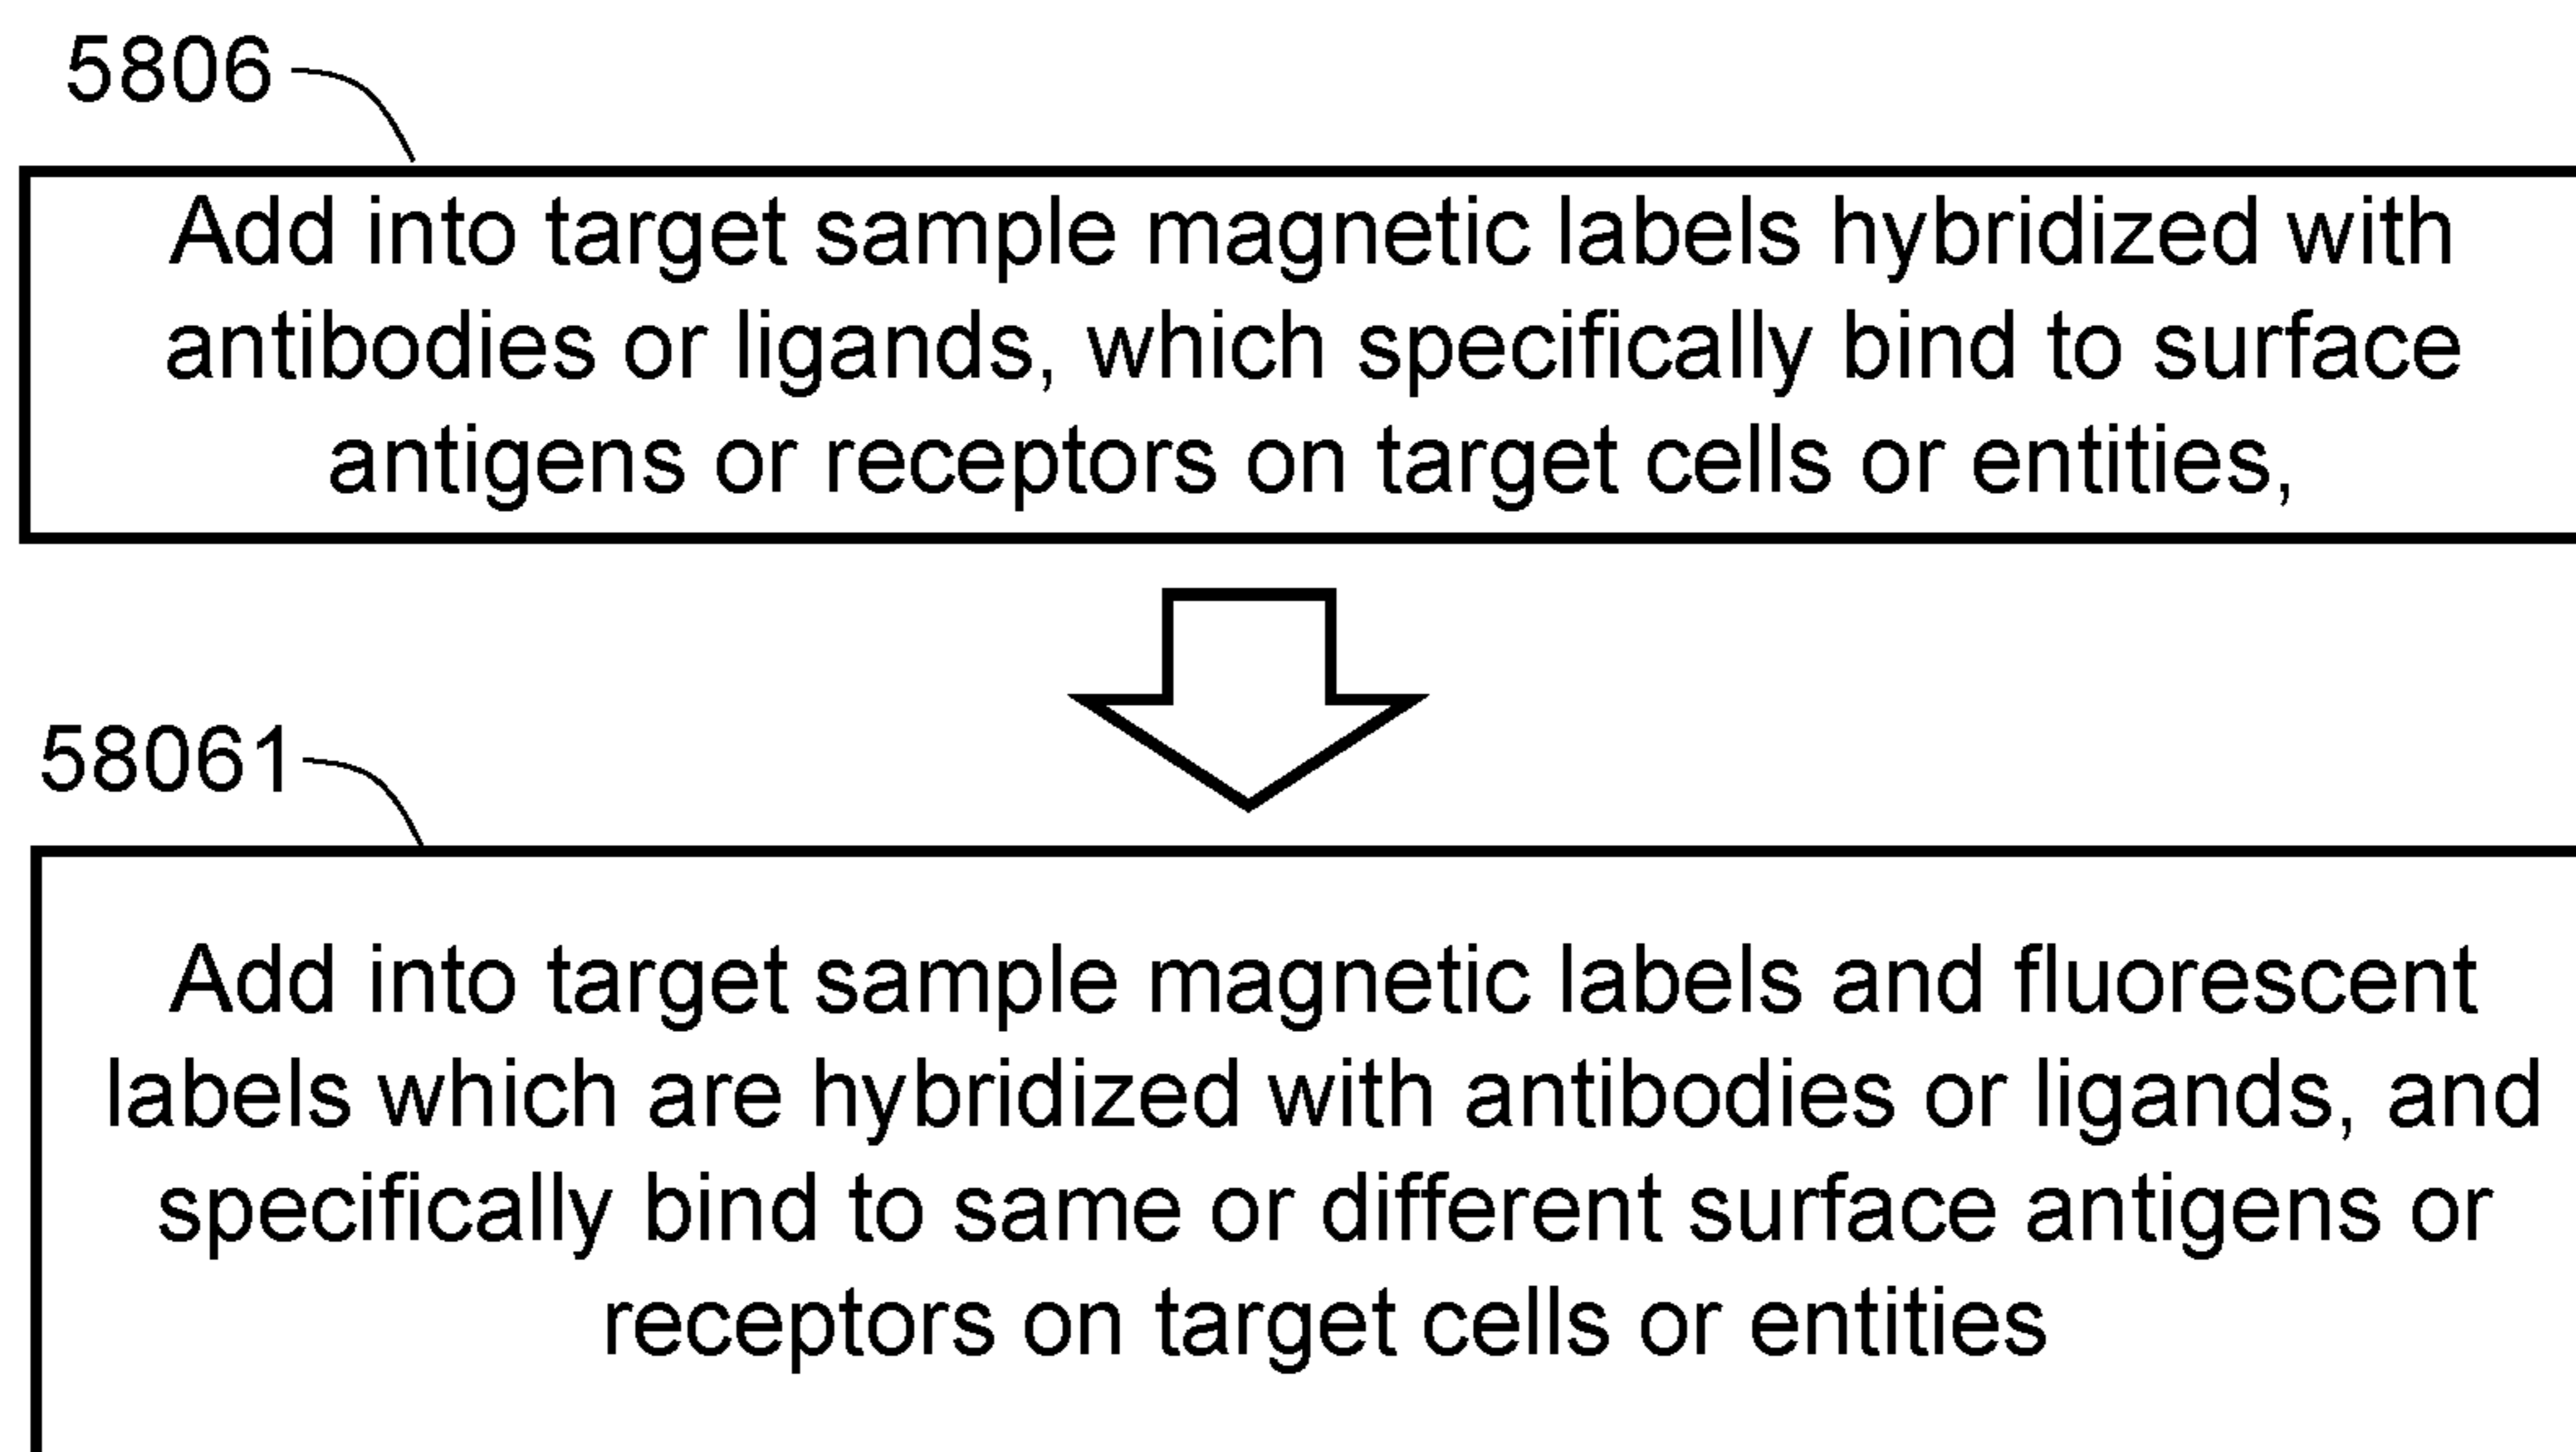 5806
Add into target sample magnetic labels hybridized with
antibodies or ligands, which specifically bind to surface
antigens or receptors on target cells or entities,
58061
Add into target sample magnetic labels and fluorescent
labels which are hybridized with antibodies or ligands, and
specifically bind to same or different surface antigens or
receptors on target cells or entities